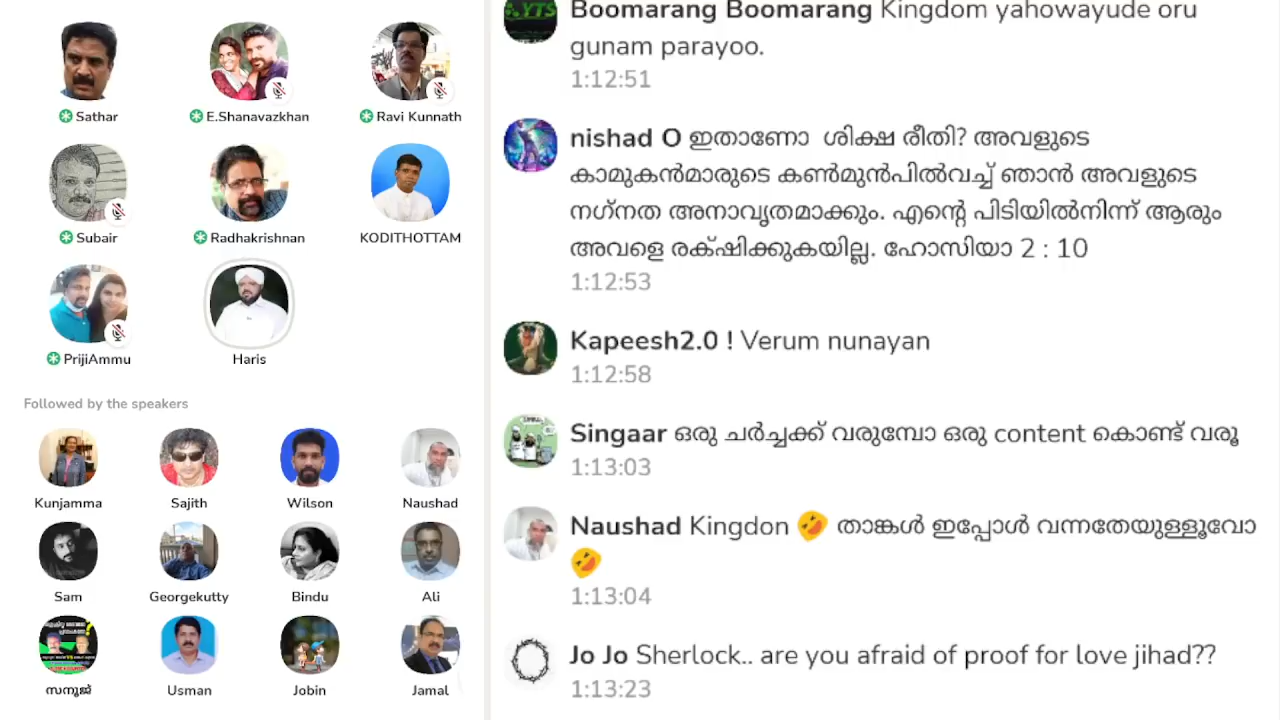 Sathar
E.Shanavazkhan
Ravi Kunnath
Subair
Radhakrishnan
KODITHOTTAM
PrijiAmmu
Haris
Followed by the speakers
Kunjamma
Sajith
Wilson
Naushad
Sam
Georgekutty
Bindu
Ali
സനൂജ്
Usman
Jobin
Jamal
Boomarang Boomarang Kingdom yahowayude oru
gunam parayoo.
1:12:51
nishad O ഇതാണോ ശിക്ഷ രീതി? അവളുടെ
കാമുകൻമാരുടെ കൺമുൻപിൽവച്ച് ഞാൻ അവളുടെ
നഗ്‌നത അനാവൃതമാക്കും. എന്റെ പിടിയിൽനിന്ന് ആരും
അവളെ രക്‌ഷിക്കുകയില്ല. ഹോസിയാ 2 : 10
1:12:53
Kapeesh2.0 ! Verum nunayan
1:12:58
Singaar ഒരു ചർച്ചക്ക് വരുമ്പോ ഒരു content കൊണ്ട് വരൂ
1:13:03
Naushad Kingdon 🤣 താങ്കൾ ഇപ്പോൾ വന്നതേയുള്ളൂവോ
🤣
1:13:04
Jo Jo Sherlock.. are you afraid of proof for love jihad??
1:13:23